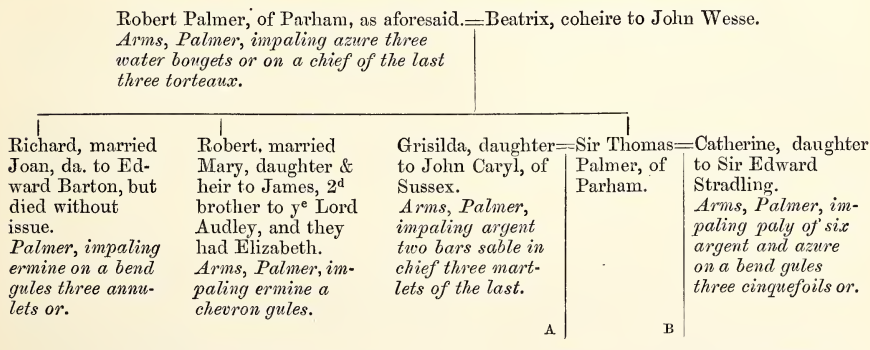 Robert Palmer, of Parham, as aforesaid.=Beatrix, coheire to John Wesse.
Arms, Palmer, impaling azure three
water bougets or on a chief of the last
three torteaux.
Richard, married
Joan, da. to Ed-
ward Barton, but
died without
issue.
Palmer, impaling
ermine on a bend
gules three annu-
lets or.
Robert, married
Mary, daughter &
heir to James, 2d
brother to ye Lord
Audley, and they
had Elizabeth.
Arms, Palmer, im-
paling ermine a
chevron gules.
Grisilda, daughter=Sir Thomas=Catherine, daughter
to John Caryl, of
Sussex.
Arms, Palmer,
impaling argent
two bars sable in
chief three mart-
lets of the last.
Palmer, of
Parham.
to Sir Edward
Stradling.
Arms, Palmer, im-
paling paly of six
argent and azure
on a bend gules
three cinquefoils or.
A
B